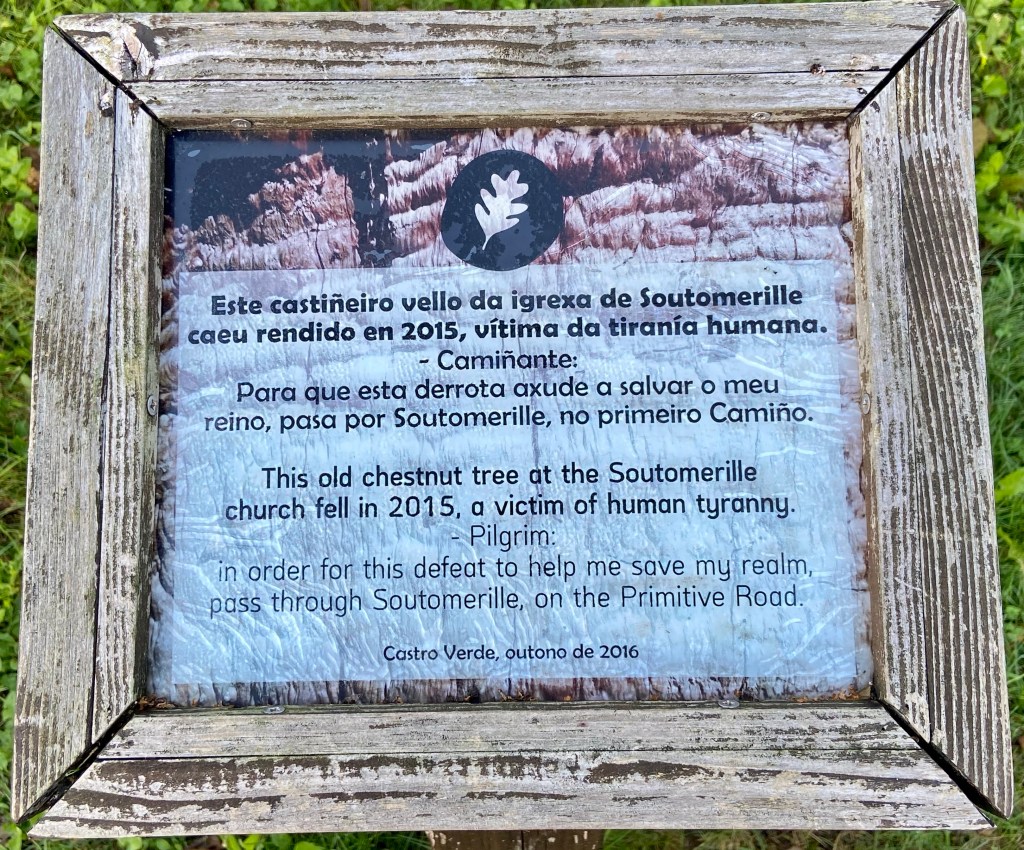 Este castiñeiro vello da igrexa de Soutomerille
caeu rendido en 2015, vítima da tiranía humana.
- Camiñante:
Para que esta derrota axude a salvar o meu
reino, pasa por Soutomerille, no primeiro Camiño.
This old chestnut tree at the Soutomerille
church fell in 2015, a victim of human tyranny.
- Pilgrim:
in order for this defeat to help me save my realm,
pass through Soutomerille, on the Primitive Road.
Castro Verde, outono de 2016